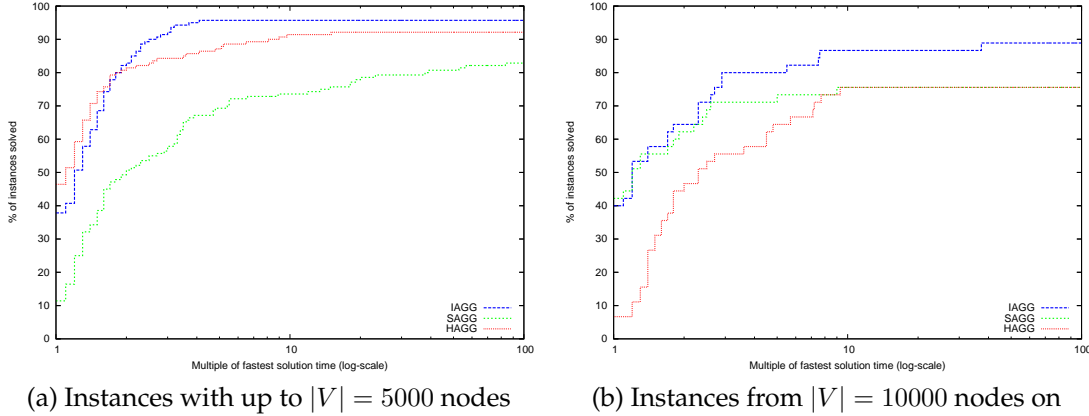 % of instances solved
100
90
80
70
60
50
40
30
20
10
0
1
10
100
Multiple of fastest solution time (log-scale)
IAGG
SAGG
HAGG
(a) Instances with up to |V| = 5000 nodes
% of instances solved
100
90
80
70
60
50
40
30
20
10
0
1
10
100
Multiple of fastest solution time (log-scale)
IAGG
SAGG
HAGG
(b) Instances from |V| = 10000 nodes on